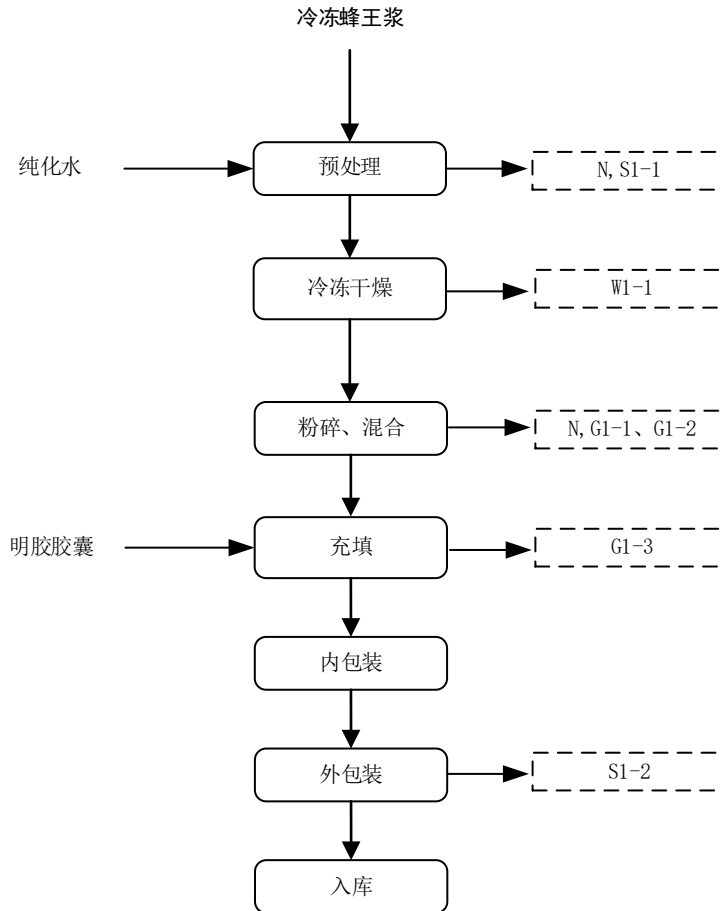 冷冻蜂王浆
纯化水
预处理
N,S1-1
冷冻干燥
W1-1
粉碎、混合
N,G1-1、G1-2
明胶胶囊
充填
G1-3
内包装
外包装
S1-2
入库